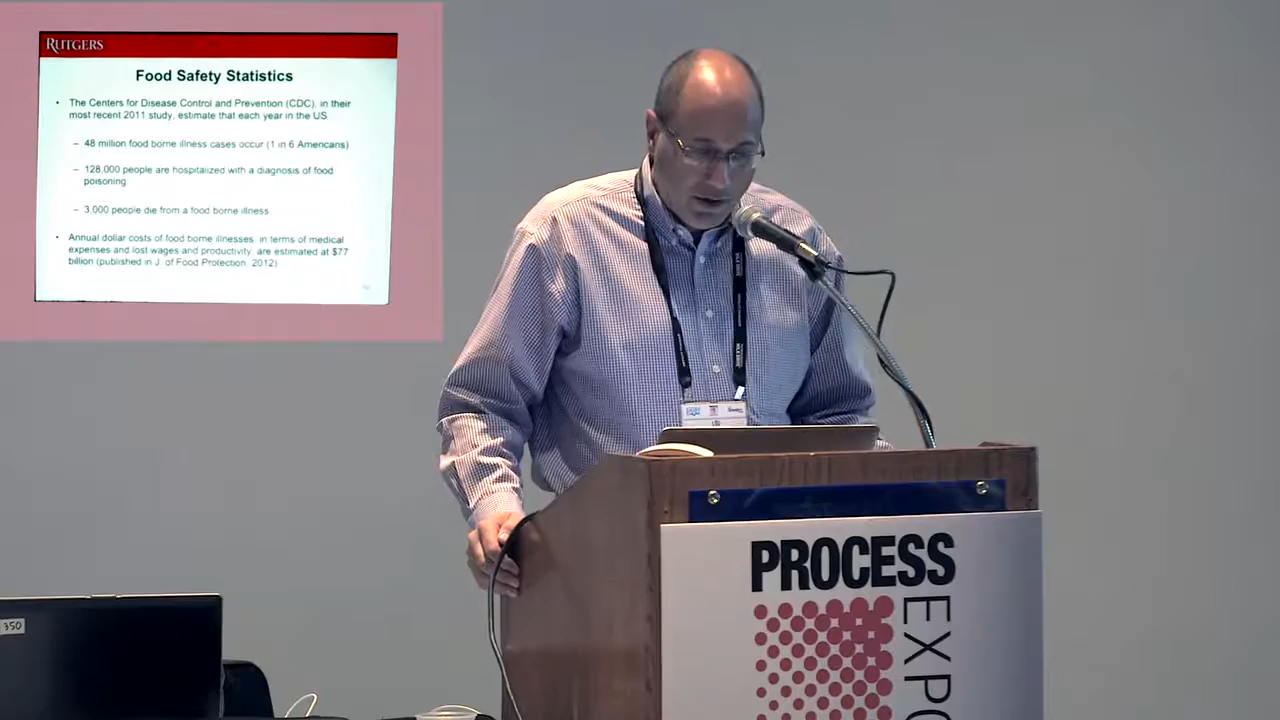 RUTGERS
Food Safety Statistics
• The Centers for Disease Control and Prevention (CDC), in their
most recent 2011 study, estimate that each year in the US
– 48 million food borne illness cases occur (1 in 6 Americans)
– 128,000 people are hospitalized with a diagnosis of food
poisoning
– 3,000 people die from a food borne illness
• Annual dollar costs of food borne illnesses, in terms of medical
expenses and lost wages and productivity, are estimated at $77
billion (published in J. of Food Protection, 2012)
350
PROCESS
EXPO